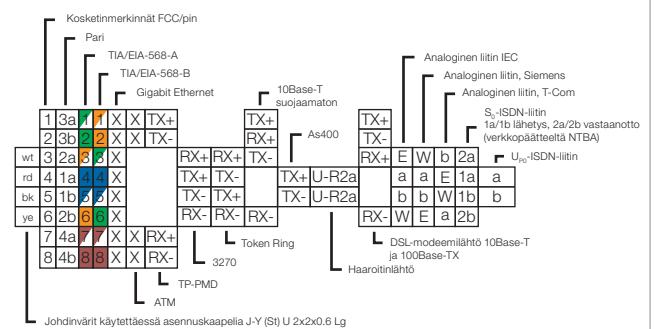 Kosketinmerkinnät FCC/pin
Pari
TIA/EIA-568-A
TIA/EIA-568-B
Gigabit Ethernet
10Base-T
suojaamaton
As400
Analoginen liitin IEC
Analoginen liitin, Siemens
Analoginen liitin, T-Com
S0-ISDN-liitin
1a/1b lähetys, 2a/2b vastaanotto
(verkkopäätteeltä NTBA)
UP0-ISDN-liitin
1 3a 1 1 X X TX+ TX+ TX+
2 3b 2 2 X X TX- RX+ TX-
wt 3 2a 3 3 X RX+ RX+ TX- RX+ E W b 2a
rd 4 1a 4 4 X TX+ TX- TX+ U-R2a a a E 1a a
bk 5 1b 5 5 X TX- TX+ TX- U-R2a b b W 1b b
ye 6 2b 6 6 X RX- RX- RX- RX- W E a 2b
7 4a 7 7 X X RX+
8 4b 8 8 X X RX-
Token Ring
3270
TP-PMD
ATM
DSL-modeemilähtö 10Base-T
ja 100Base-TX
Haaroitinlähtö
Johdinvärit käytettäessä asennuskaapelia J-Y (St) U 2x2x0.6 Lg